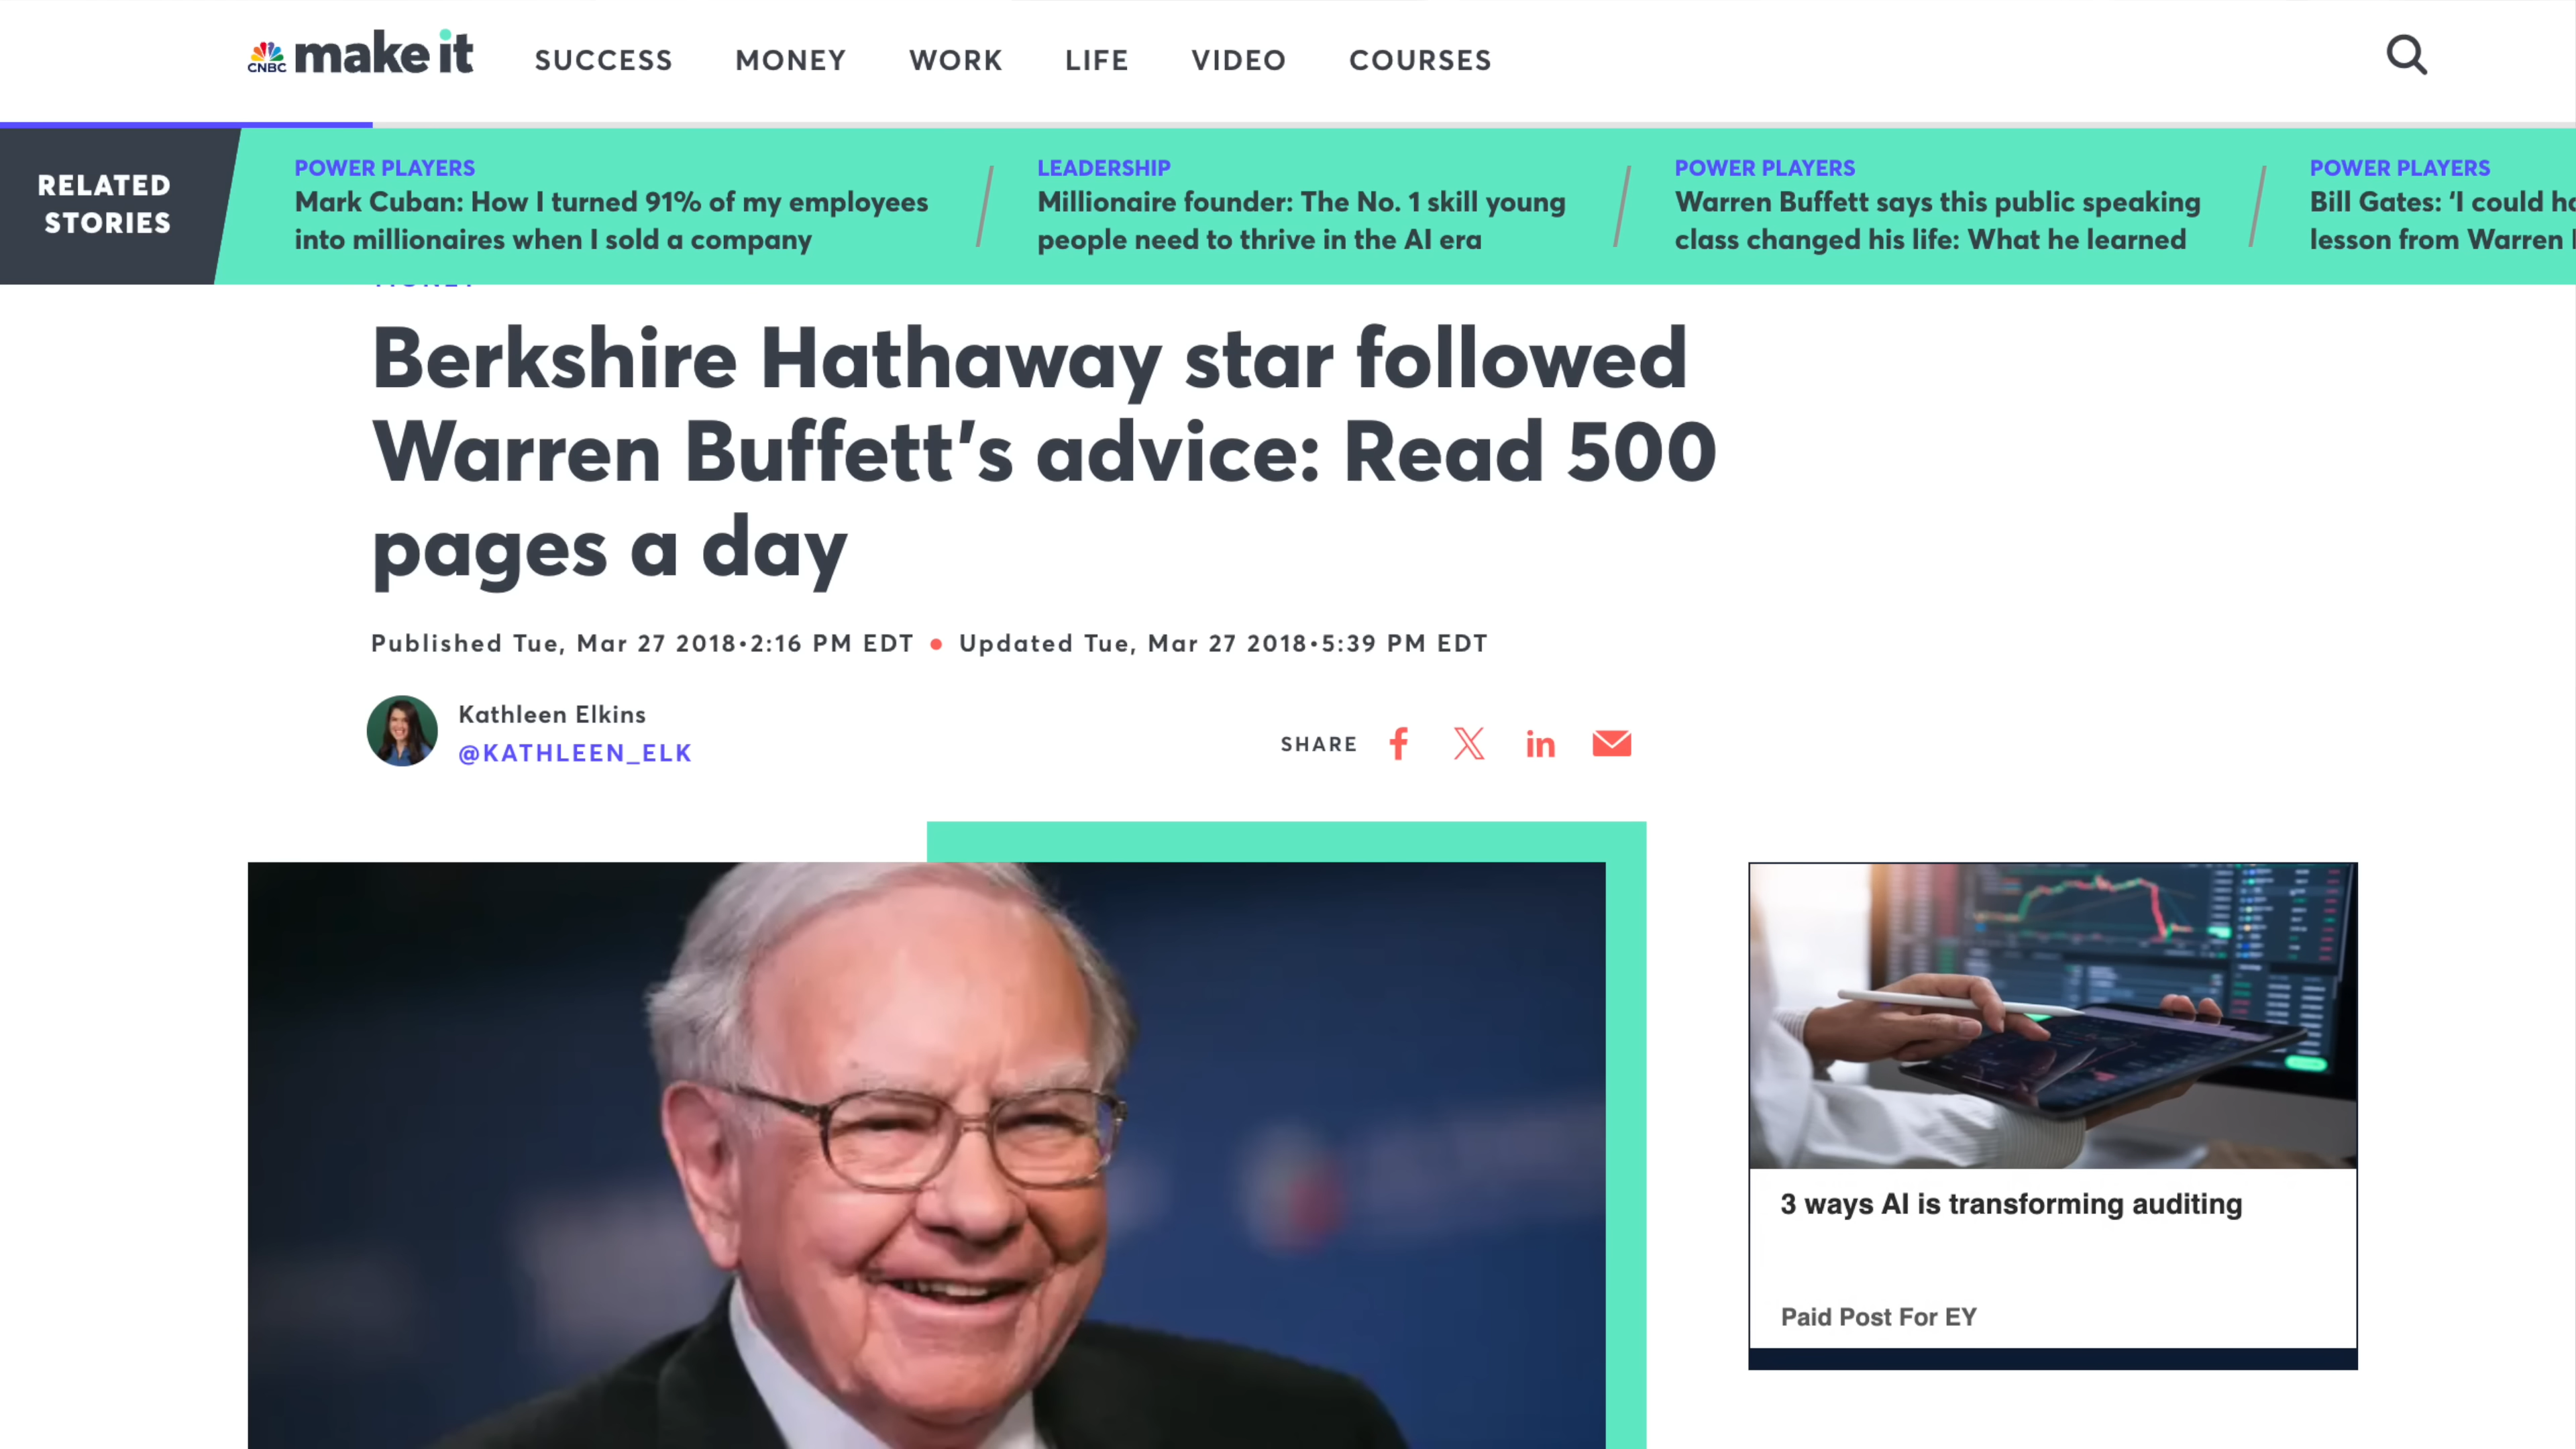 CNBC make it
SUCCESS
MONEY
WORK
LIFE
VIDEO
COURSES
RELATED
STORIES
POWER PLAYERS
Mark Cuban: How I turned 91% of my employees
into millionaires when I sold a company
LEADERSHIP
Millionaire founder: The No. 1 skill young
people need to thrive in the AI era
POWER PLAYERS
Warren Buffett says this public speaking
class changed his life: What he learned
POWER PLAYERS
Bill Gates: ‘I could
lesson from Warren
Berkshire Hathaway star followed
Warren Buffett’s advice: Read 500
pages a day
Published Tue, Mar 27 2018•2:16 PM EDT • Updated Tue, Mar 27 2018•5:39 PM EDT
Kathleen Elkins
@KATHLEEN_ELK
SHARE
3 ways AI is transforming auditing
Paid Post For EY